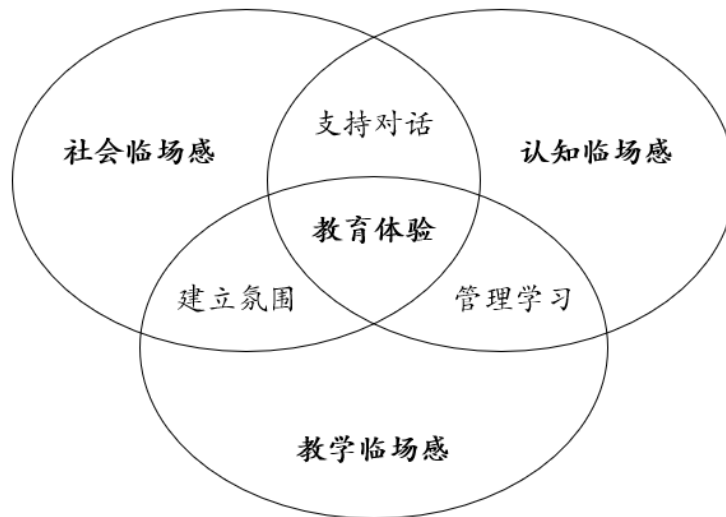 支持对话
社会临场感
认知临场感
教育体验
建立氛围
管理学习
教学临场感